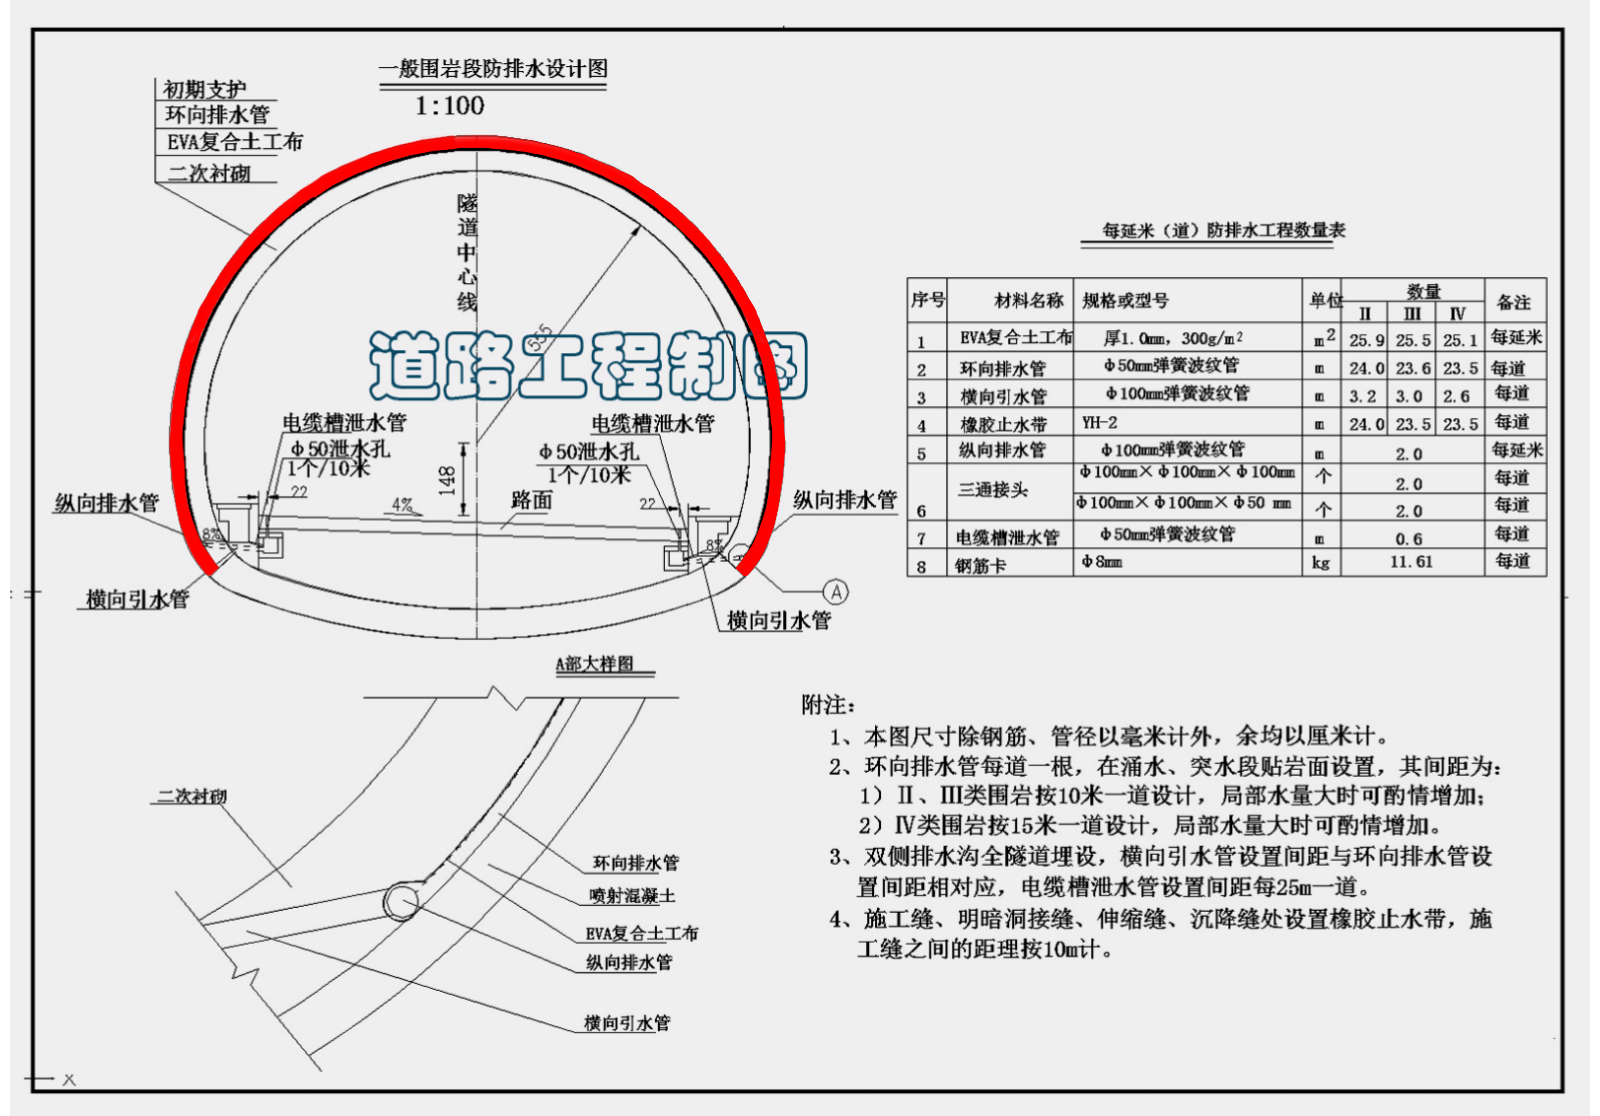 一般围岩段防排水设计图
1:100
初期支护
环向排水管
EVA复合土工布
二次衬砌
隧道中心线
555
道路工程制图
电缆槽泄水管
φ50泄水孔
1个/10米
22
148
电缆槽泄水管
φ50泄水孔
1个/10米
22
4%
路面
纵向排水管
纵向排水管
8%
8%
横向引水管
横向引水管
A
每延米（道）防排水工程数量表
序号 材料名称 规格或型号 单位 数量 备注
Ⅱ Ⅲ Ⅳ
1 EVA复合土工布 厚1.0mm，300g/m² m² 25.9 25.5 25.1 每延米
2 环向排水管 φ50mm弹簧波纹管 m 24.0 23.6 23.5 每道
3 横向引水管 φ100mm弹簧波纹管 m 3.2 3.0 2.6 每道
4 橡胶止水带 YH-2 m 24.0 23.5 23.5 每道
5 纵向排水管 φ100mm弹簧波纹管 m 2.0 每延米
6 三通接头 φ100mm×φ100mm×φ100mm 个 2.0 每道
φ100mm×φ100mm×φ50 mm 个 2.0 每道
7 电缆槽泄水管 φ50mm弹簧波纹管 m 0.6 每道
8 钢筋卡 φ8mm kg 11.61 每道
A部大样图
二次衬砌
环向排水管
喷射混凝土
EVA复合土工布
纵向排水管
横向引水管
附注：
1、本图尺寸除钢筋、管径以毫米计外，余均以厘米计。
2、环向排水管每道一根，在涌水、突水段贴岩面设置，其间距为：
1）Ⅱ、Ⅲ类围岩按10米一道设计，局部水量大时可酌情增加；
2）Ⅳ类围岩按15米一道设计，局部水量大时可酌情增加。
3、双侧排水沟全隧道埋设，横向引水管设置间距与环向排水管设
置间距相对应，电缆槽泄水管设置间距每25m一道。
4、施工缝、明暗洞接缝、伸缩缝、沉降缝处设置橡胶止水带，施
工缝之间的距理按10m计。
X